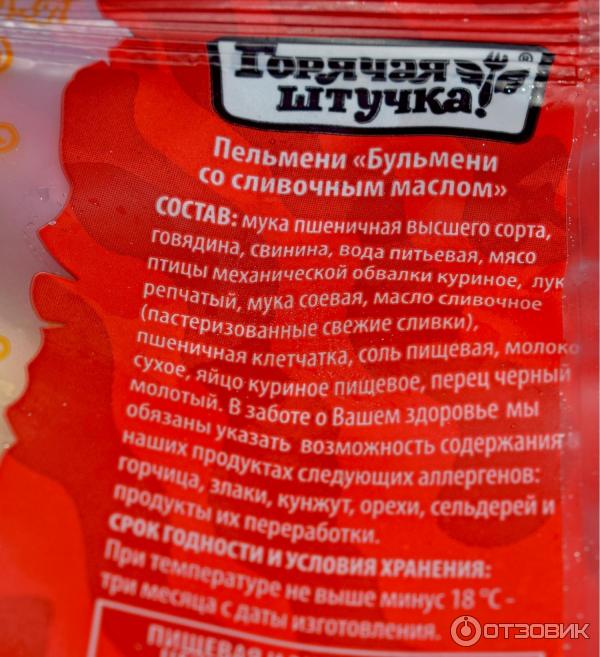 ГОРЯЧАЯ
ШТУЧКА!
®
Пельмени «Бульмени
со сливочным маслом»
СОСТАВ: мука пшеничная высшего сорта,
говядина, свинина, вода питьевая, мясо
птицы механической обвалки куриное, лук
репчатый, мука соевая, масло сливочное
(пастеризованные свежие сливки),
пшеничная клетчатка, соль пищевая, молоко
сухое, яйцо куриное пищевое, перец черный
молотый. В заботе о Вашем здоровье мы
обязаны указать возможность содержания в
наших продуктах следующих аллергенов:
горчица, злаки, кунжут, орехи, сельдерей и
продукты их переработки.
СРОК ГОДНОСТИ И УСЛОВИЯ ХРАНЕНИЯ:
При температуре не выше минус 18 °С -
три месяца с даты изготовления.
ПИЩЕВАЯ И
ОТЗОВИК